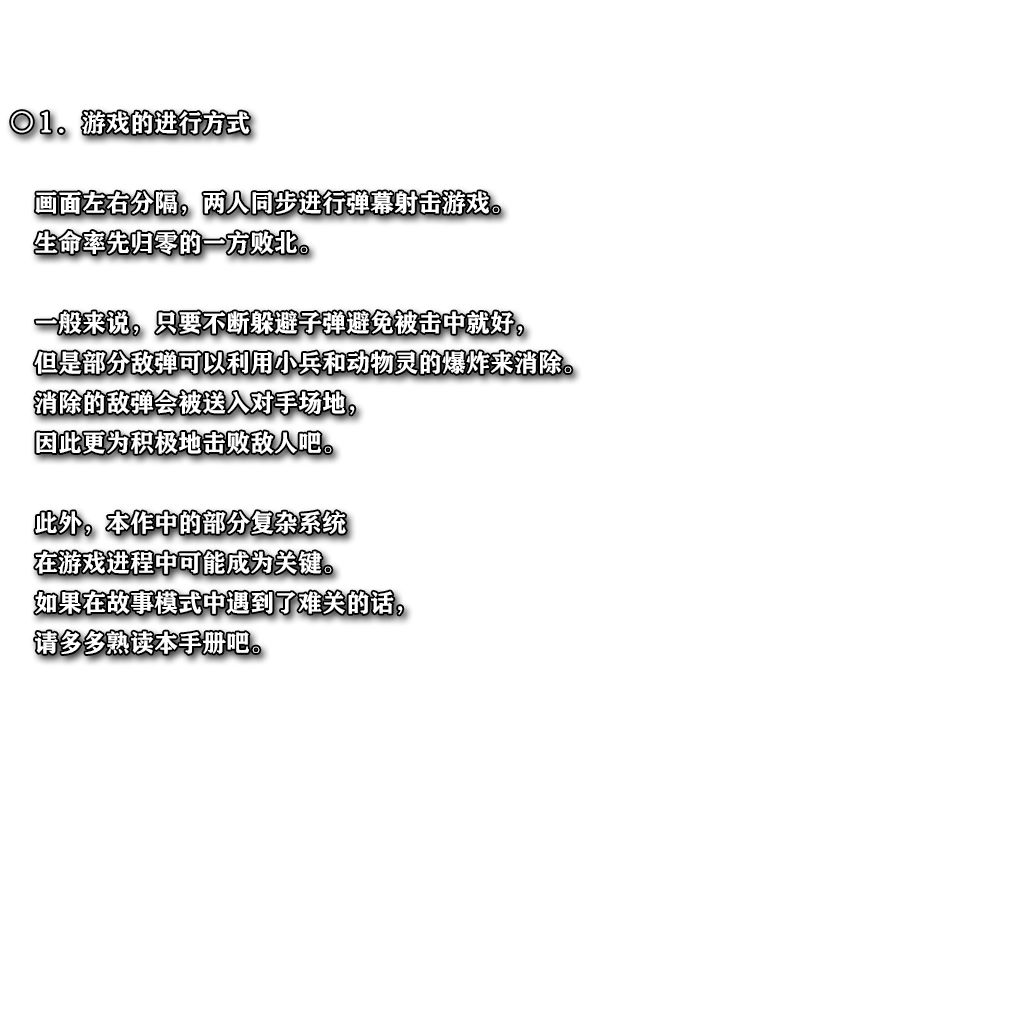 ◎１．游戏的进行方式
画面左右分隔，两人同步进行弹幕射击游戏。
生命率先归零的一方败北。
一般来说，只要不断躲避子弹避免被击中就好，
但是部分敌弹可以利用小兵和动物灵的爆炸来消除。
消除的敌弹会被送入对手场地，
因此更为积极地击败敌人吧。
此外，本作中的部分复杂系统
在游戏进程中可能成为关键。
如果在故事模式中遇到了难关的话，
请多多熟读本手册吧。